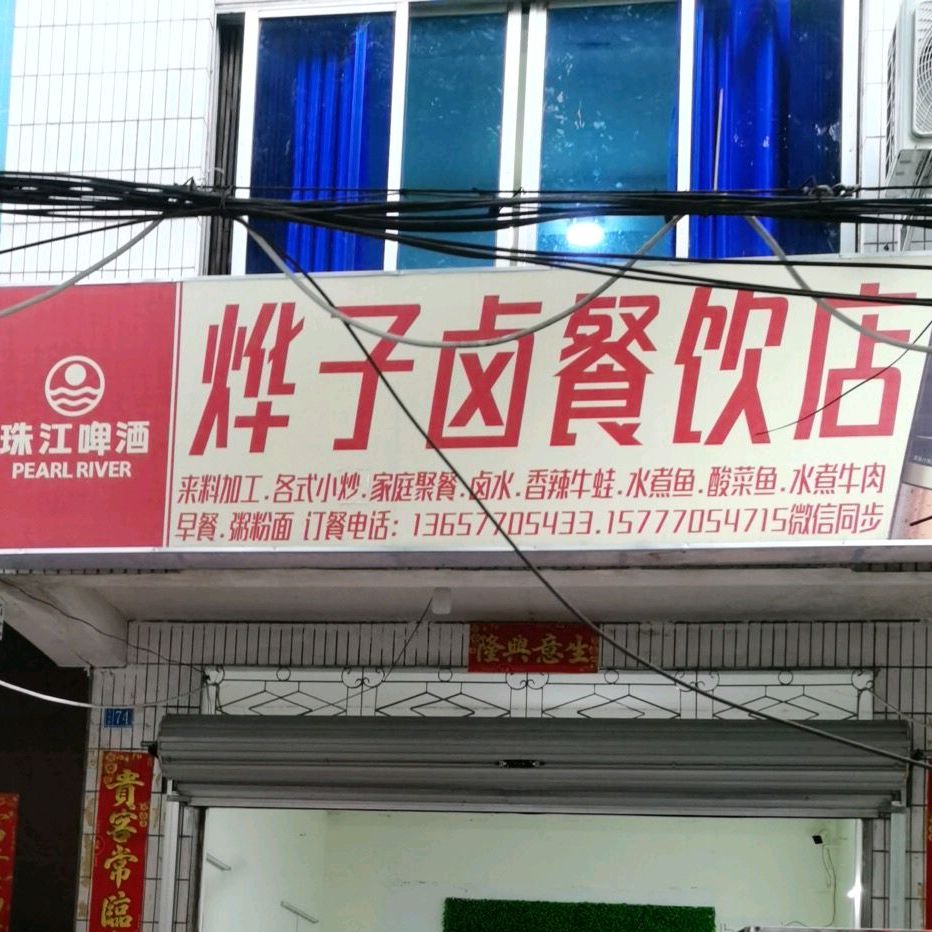 烨子卤餐饮店
珠江啤酒
PEARL RIVER
来料加工.各式小炒.家庭聚餐.卤水.香辣牛蛙.水煮鱼.酸菜鱼.水煮牛肉
早餐.粥粉面 订餐电话：13657705433.15777054715微信同步
隆興意生
74
貴客常臨